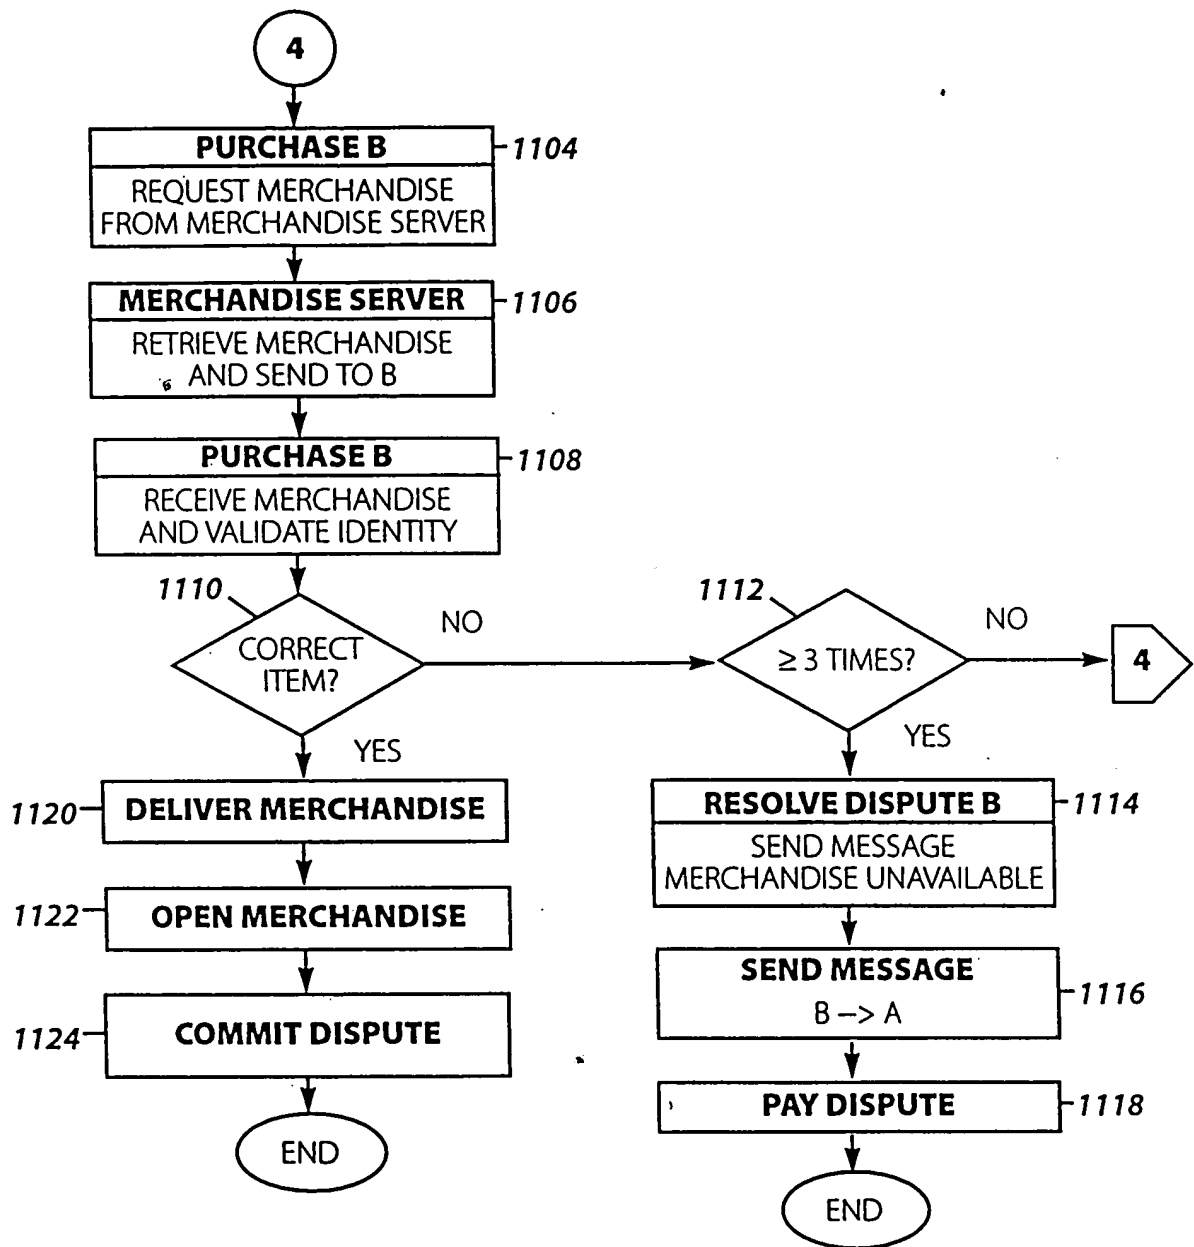 4
PURCHASE B
1104
REQUEST MERCHANDISE
FROM MERCHANDISE SERVER
MERCHANDISE SERVER
1106
RETRIEVE MERCHANDISE
AND SEND TO B
PURCHASE B
1108
RECEIVE MERCHANDISE
AND VALIDATE IDENTITY
1110
CORRECT
ITEM?
NO
YES
1112
≥ 3 TIMES?
NO
4
YES
1120
DELIVER MERCHANDISE
1122
OPEN MERCHANDISE
1124
COMMIT DISPUTE
END
RESOLVE DISPUTE B
1114
SEND MESSAGE
MERCHANDISE UNAVAILABLE
SEND MESSAGE
1116
B –> A
PAY DISPUTE
1118
END